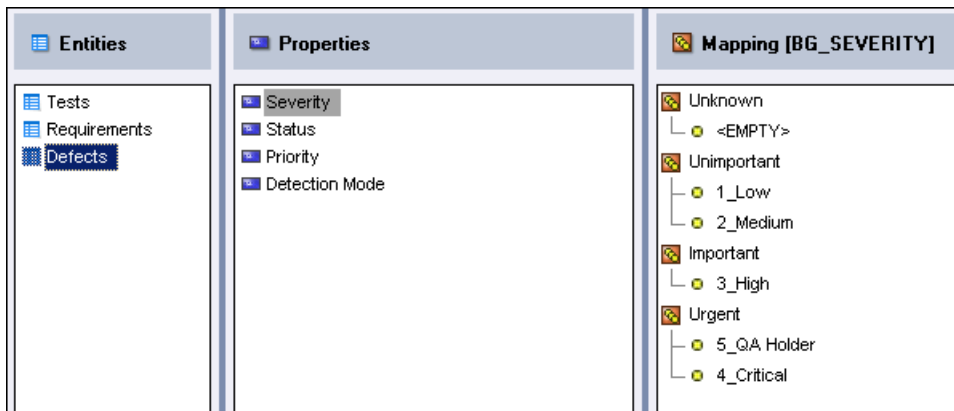 Entities
Tests
Requirements
Defects
Properties
Severity
Status
Priority
Detection Mode
Mapping [BG_SEVERITY]
Unknown
<EMPTY>
Unimportant
1_Low
2_Medium
Important
3_High
Urgent
5_QA Holder
4_Critical